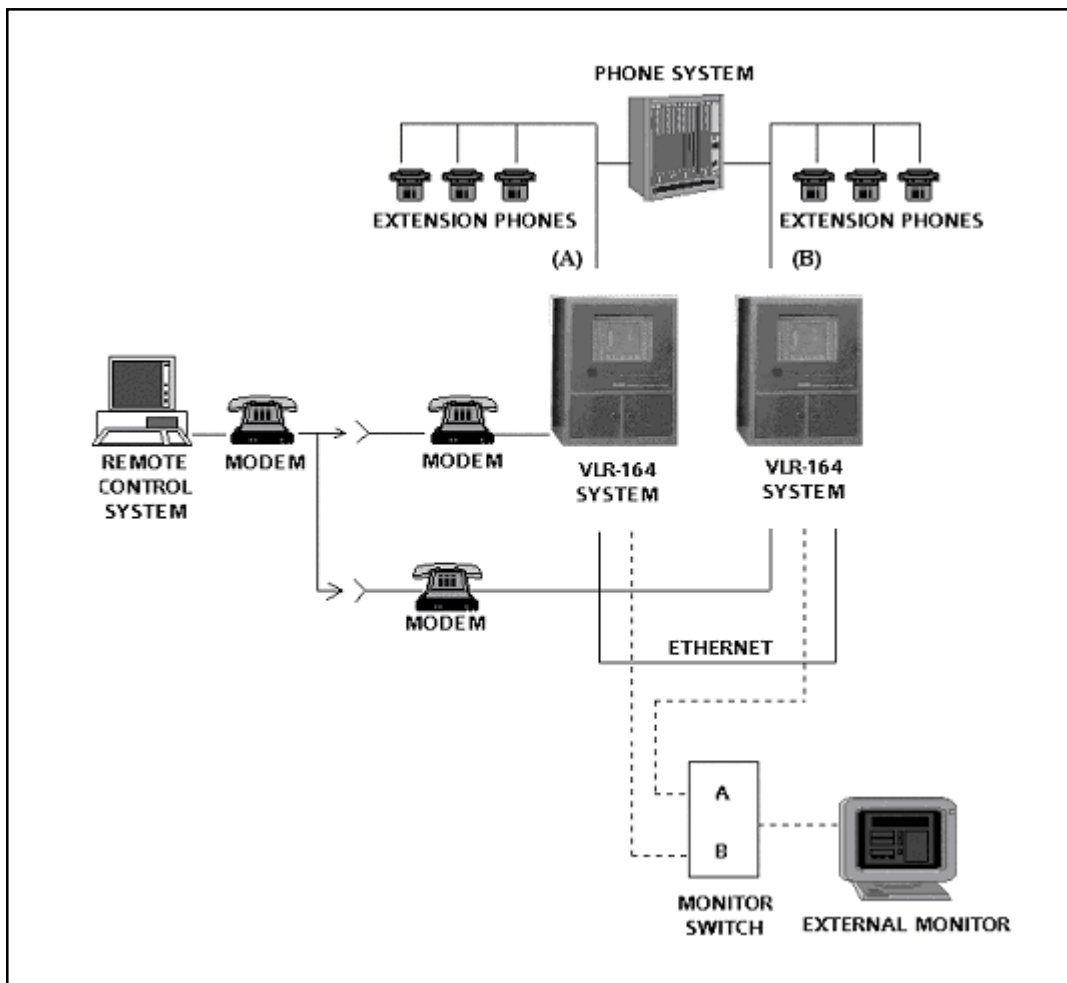 PHONE SYSTEM
EXTENSION PHONES
EXTENSION PHONES
(A)
(B)
REMOTE
CONTROL
SYSTEM
MODEM
MODEM
VLR-164
SYSTEM
VLR-164
SYSTEM
MODEM
ETHERNET
A
B
MONITOR
SWITCH
EXTERNAL MONITOR